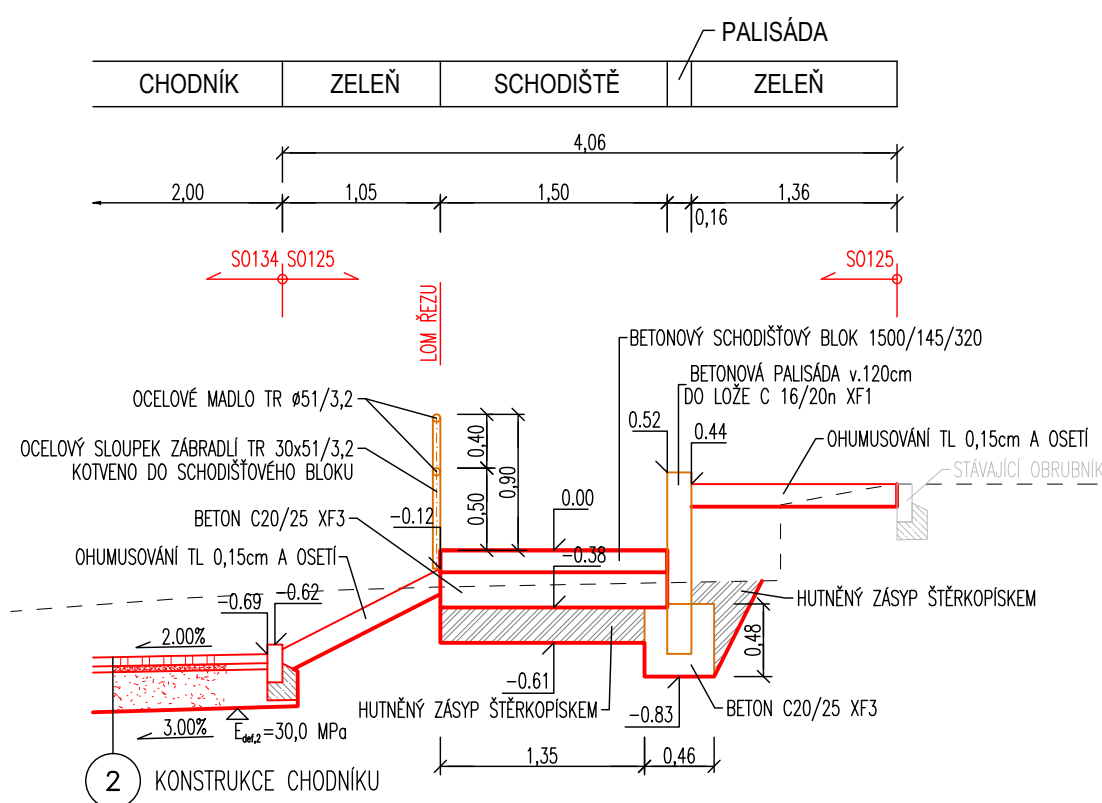 PALISÁDA
CHODNÍK
ZELEŇ
SCHODIŠTĚ
ZELEŇ
4,06
2,00
1,05
1,50
0,16
1,36
SO134
SO125
SO125
LOM ŘEZU
BETONOVÝ SCHODIŠŤOVÝ BLOK 1500/145/320
BETONOVÁ PALISÁDA v.120cm
DO LOŽE C 16/20n XF1
OCELOVÉ MADLO TR ø51/3,2
0.52
0.44
OHUMUSOVÁNÍ TL 0,15cm A OSETÍ
OCELOVÝ SLOUPEK ZÁBRADLÍ TR 30x51/3,2
KOTVENO DO SCHODIŠŤOVÉHO BLOKU
STÁVAJÍCÍ OBRUBNÍK
0,40
0,90
0,50
0.00
BETON C20/25 XF3
-0.12
OHUMUSOVÁNÍ TL 0,15cm A OSETÍ
-0.38
-0.62
-0.69
HUTNĚNÝ ZÁSYP ŠTĚRKOPÍSKEM
0,48
2.00%
-0.61
HUTNĚNÝ ZÁSYP ŠTĚRKOPÍSKEM
-0.83
BETON C20/25 XF3
3.00%
Edef,2=30,0 MPa
1,35
0,46
2
KONSTRUKCE CHODNÍKU